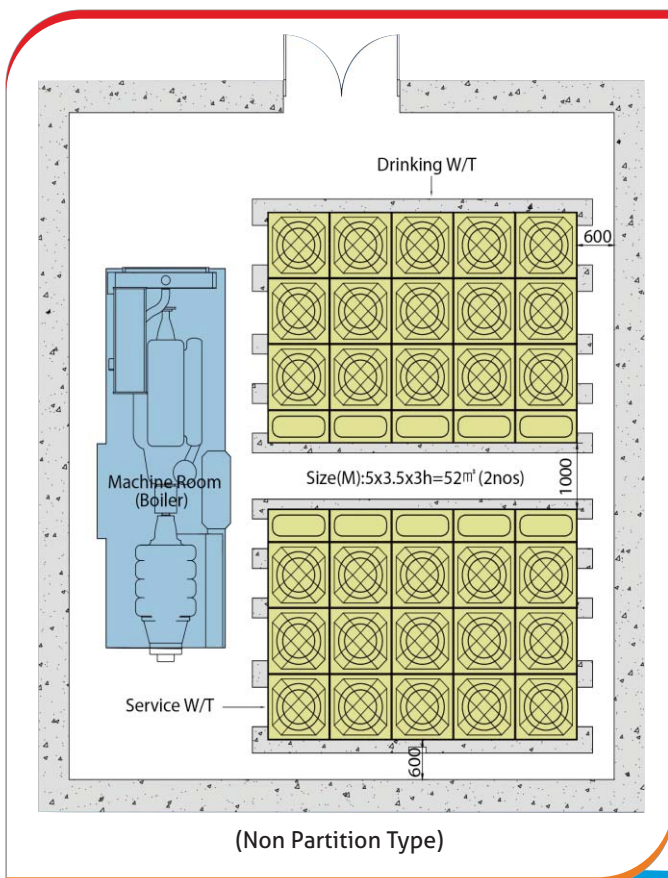 Drinking W/T
600
Machine Room
(Boiler)
Size(M):5x3.5x3h=52㎥ (2nos)
1000
Service W/T
600
(Non Partition Type)